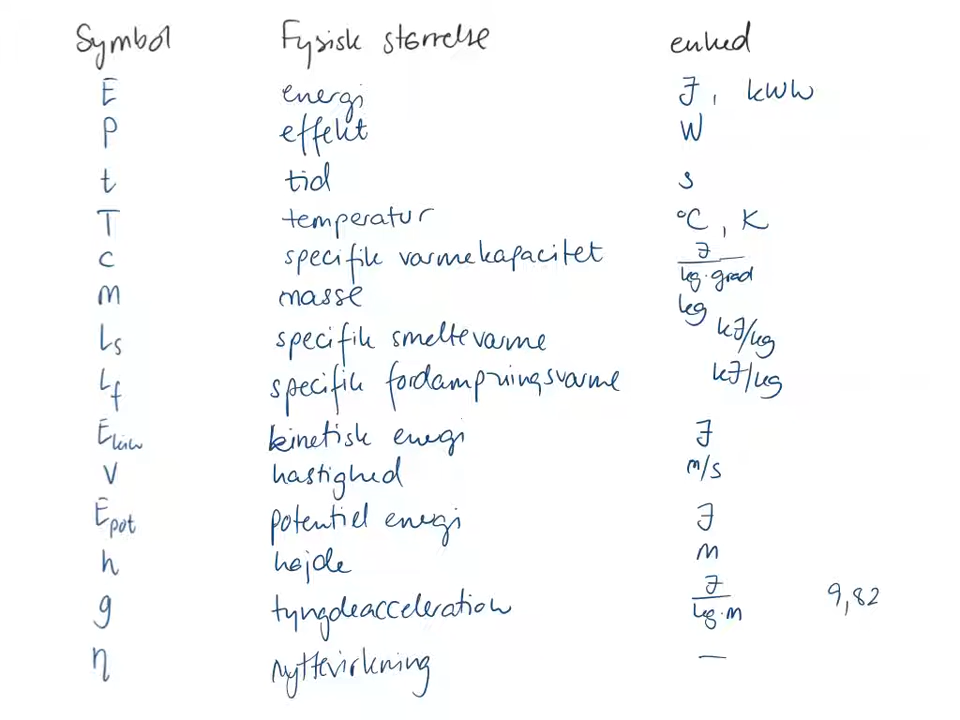 Symbol Fysisk størrelse enhed
E energi J, kWh
P effekt W
t tid s
T temperatur °C, K
c specifik varmekapacitet J/kg·grad
m masse kg
Ls specifik smeltevarme kJ/kg
Lf specifik fordampningsvarme kJ/kg
Ekin kinetisk energi J
v hastighed m/s
Epot potentiel energi J
h højde m
g tyngdeacceleration J/kg·m 9,82
η nyttevirkning —